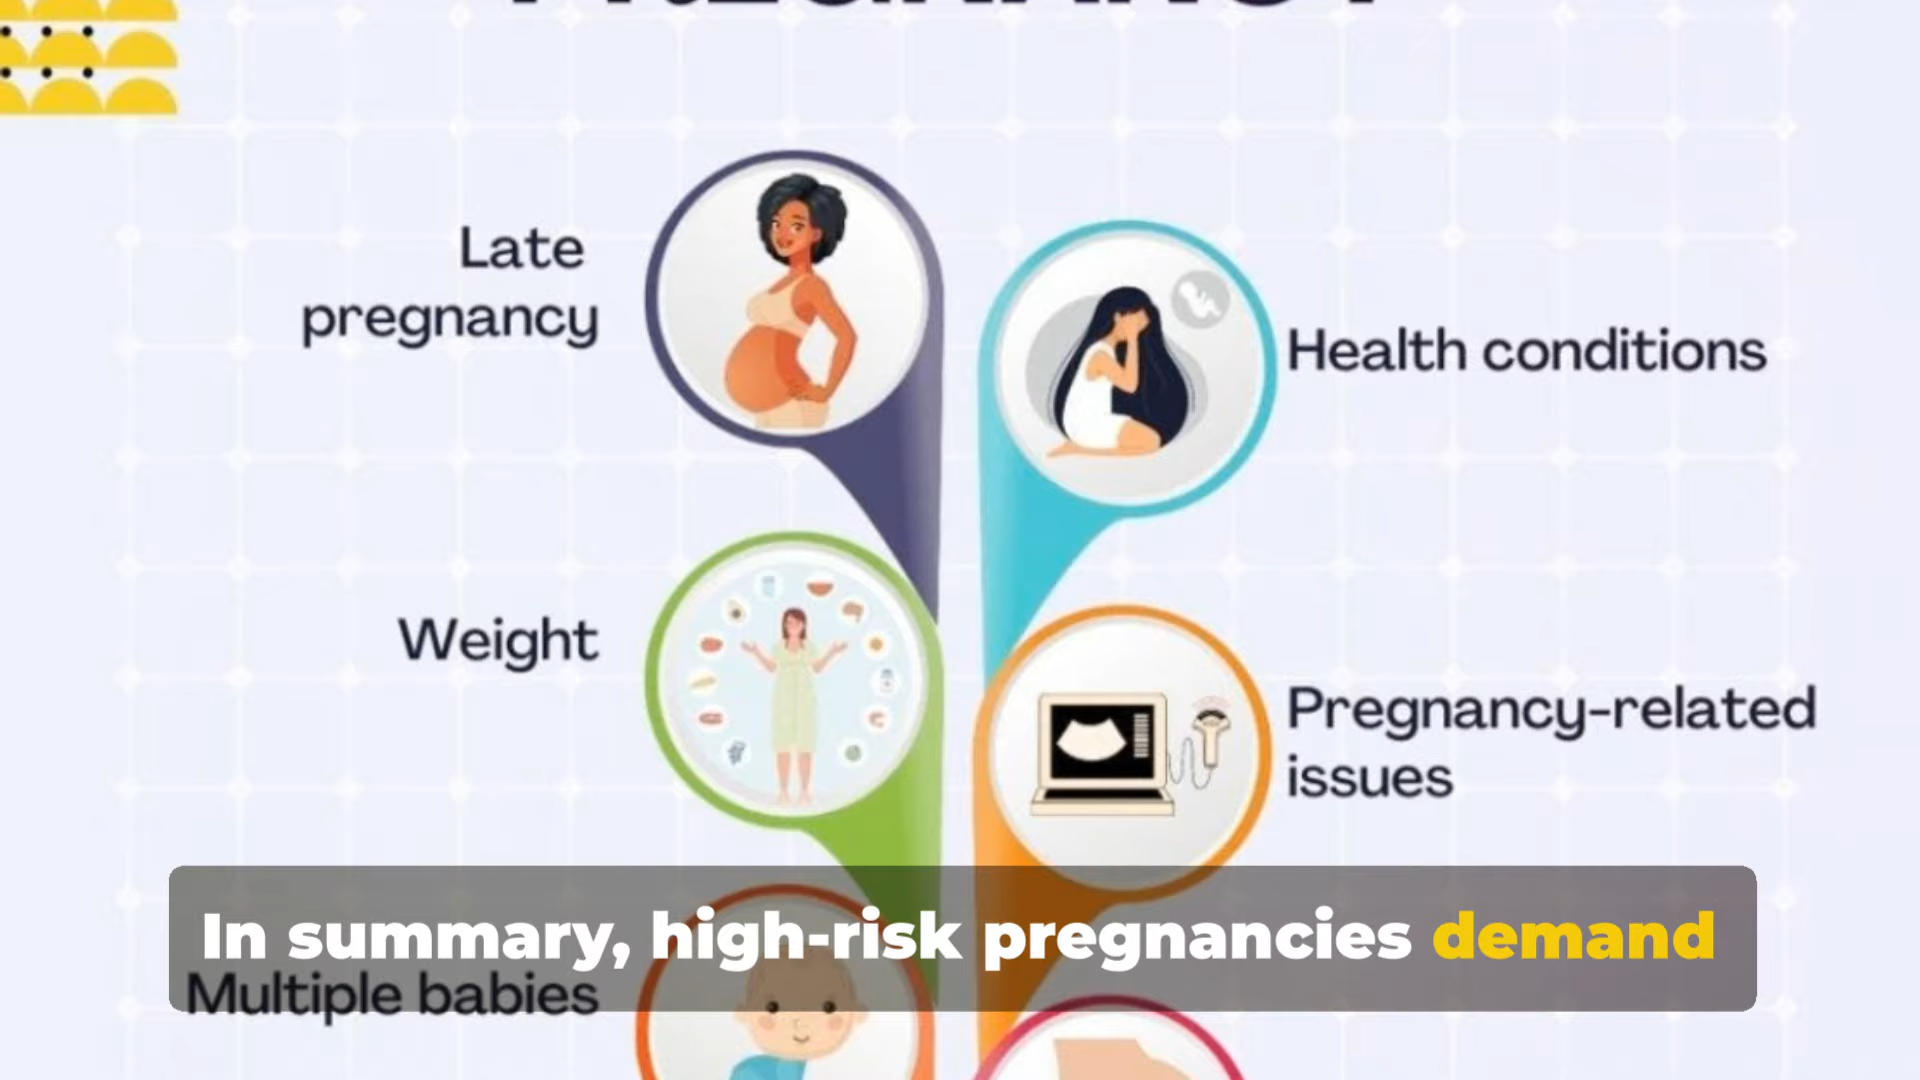 Late
pregnancy
Health conditions
Weight
Pregnancy-related
issues
In summary, high-risk pregnancies demand
Multiple babies